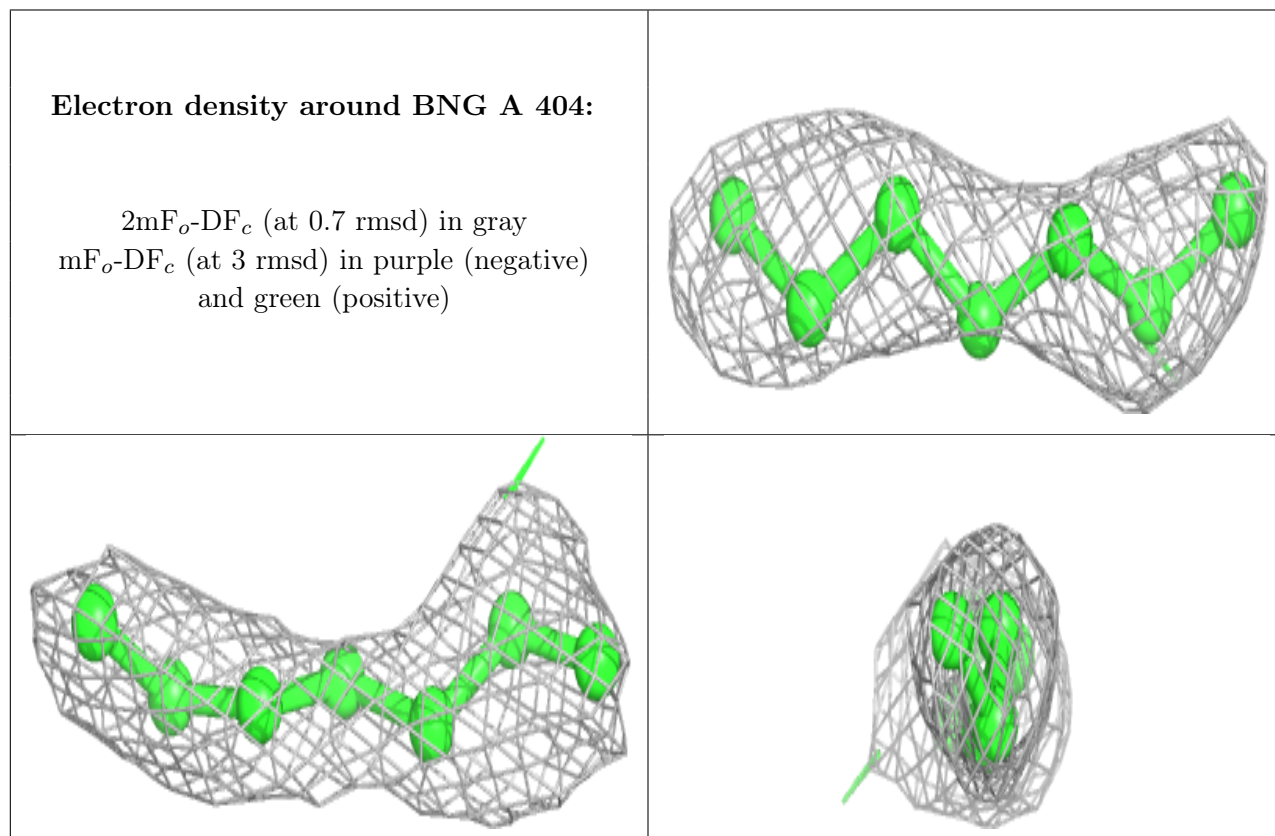 Electron density around BNG A 404:
2mFo-DFc (at 0.7 rmsd) in gray
mFo-DFc (at 3 rmsd) in purple (negative)
and green (positive)